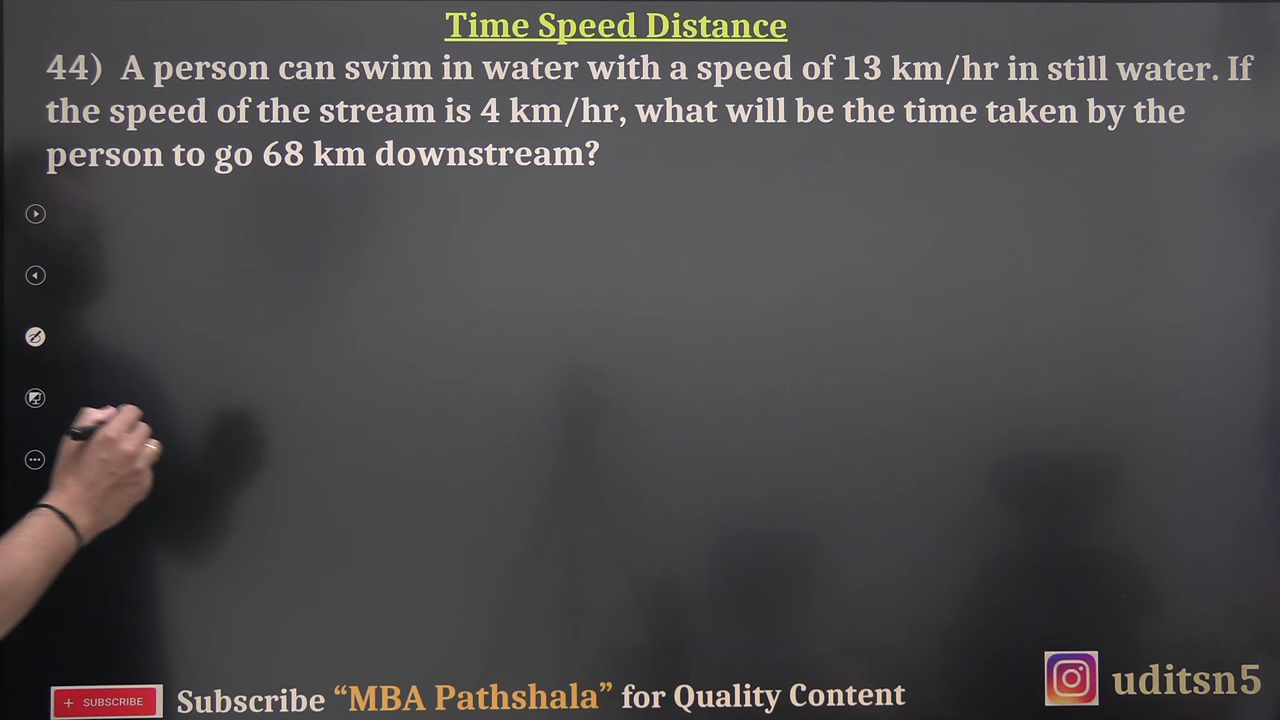 Time Speed Distance
44) A person can swim in water with a speed of 13 km/hr in still water. If
the speed of the stream is 4 km/hr, what will be the time taken by the
person to go 68 km downstream?
+ SUBSCRIBE
Subscribe “MBA Pathshala” for Quality Content
uditsn5